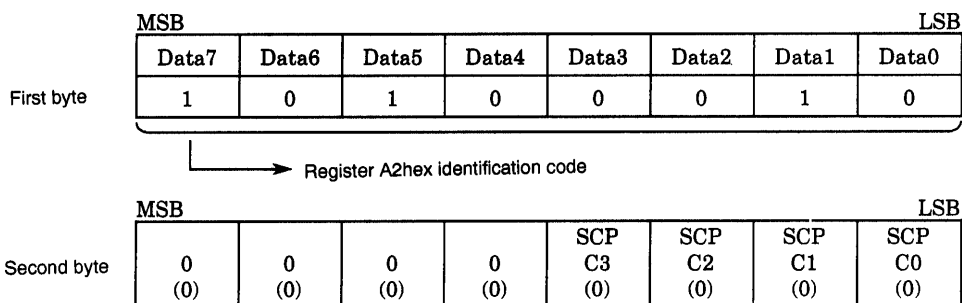 MSB LSB
Data7 Data6 Data5 Data4 Data3 Data2 Data1 Data0
First byte 1 0 1 0 0 0 1 0
Register A2hex identification code
MSB LSB
SCP SCP SCP SCP
Second byte 0 0 0 0 C3 C2 C1 C0
(0) (0) (0) (0) (0) (0) (0) (0)